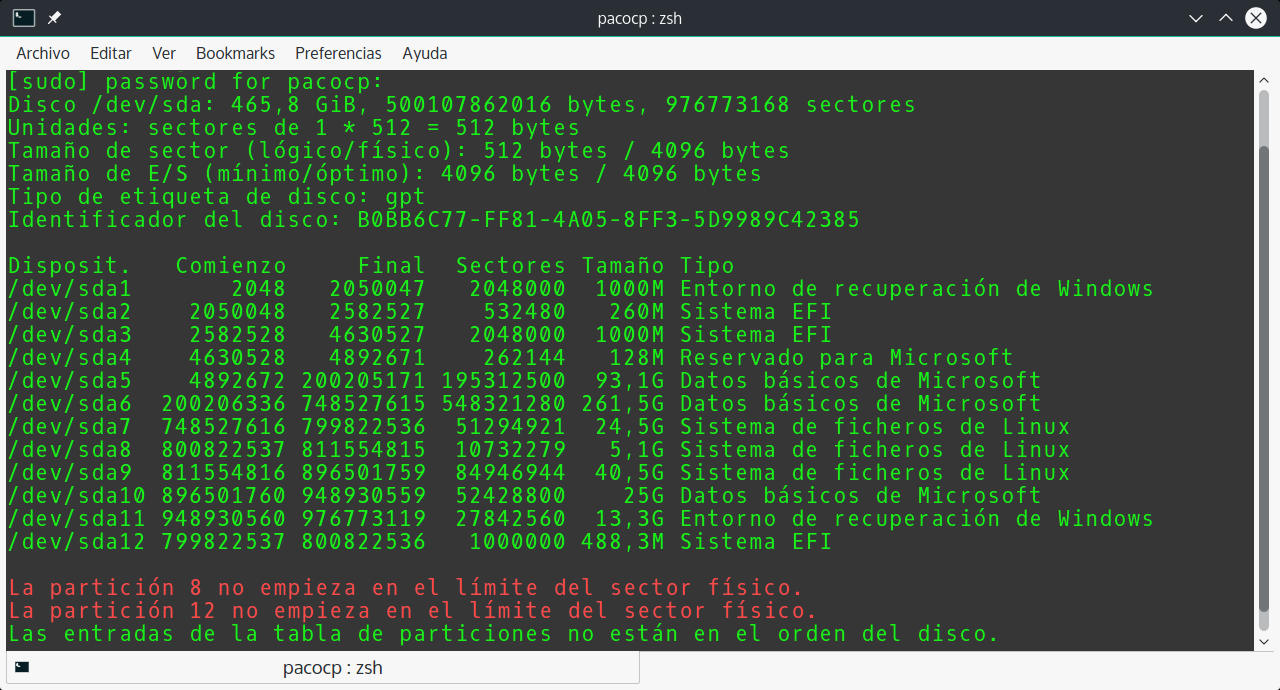 pacocp : zsh
Archivo Editar Ver Bookmarks Preferencias Ayuda
[sudo] password for pacocp:
Disco /dev/sda: 465,8 GiB, 500107862016 bytes, 976773168 sectores
Unidades: sectores de 1 * 512 = 512 bytes
Tamaño de sector (lógico/físico): 512 bytes / 4096 bytes
Tamaño de E/S (mínimo/óptimo): 4096 bytes / 4096 bytes
Tipo de etiqueta de disco: gpt
Identificador del disco: B0BB6C77-FF81-4A05-8FF3-5D9989C42385
Disposit.   Comienzo     Final  Sectores Tamaño Tipo
/dev/sda1       2048   2050047   2048000  1000M Entorno de recuperación de Windows
/dev/sda2    2050048   2582527    532480   260M Sistema EFI
/dev/sda3    2582528   4630527   2048000  1000M Sistema EFI
/dev/sda4    4630528   4892671    262144   128M Reservado para Microsoft
/dev/sda5    4892672 200205171 195312500  93,1G Datos básicos de Microsoft
/dev/sda6  200206336 748527615 548321280 261,5G Datos básicos de Microsoft
/dev/sda7  748527616 799822536  51294921  24,5G Sistema de ficheros de Linux
/dev/sda8  800822537 811554815  10732279   5,1G Sistema de ficheros de Linux
/dev/sda9  811554816 896501759  84946944  40,5G Sistema de ficheros de Linux
/dev/sda10 896501760 948930559  52428800    25G Datos básicos de Microsoft
/dev/sda11 948930560 976773119  27842560  13,3G Entorno de recuperación de Windows
/dev/sda12 799822537 800822536   1000000 488,3M Sistema EFI
La partición 8 no empieza en el límite del sector físico.
La partición 12 no empieza en el límite del sector físico.
Las entradas de la tabla de particiones no están en el orden del disco.
pacocp : zsh